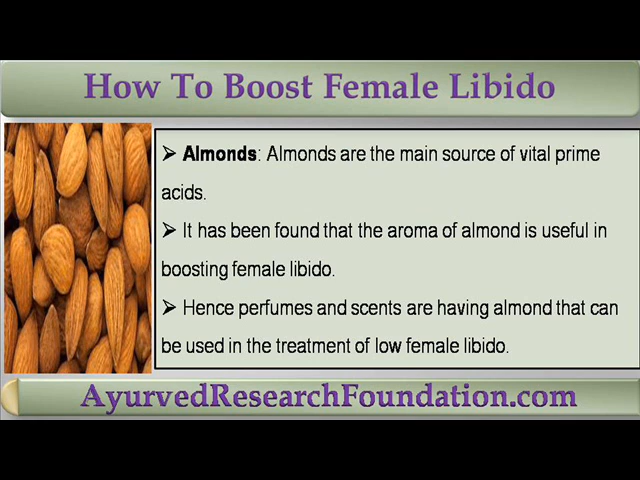 How To Boost Female Libido
➢ Almonds: Almonds are the main source of vital prime
acids.
➢ It has been found that the aroma of almond is useful in
boosting female libido.
➢ Hence perfumes and scents are having almond that can
be used in the treatment of low female libido.
AyurvedResearchFoundation.com